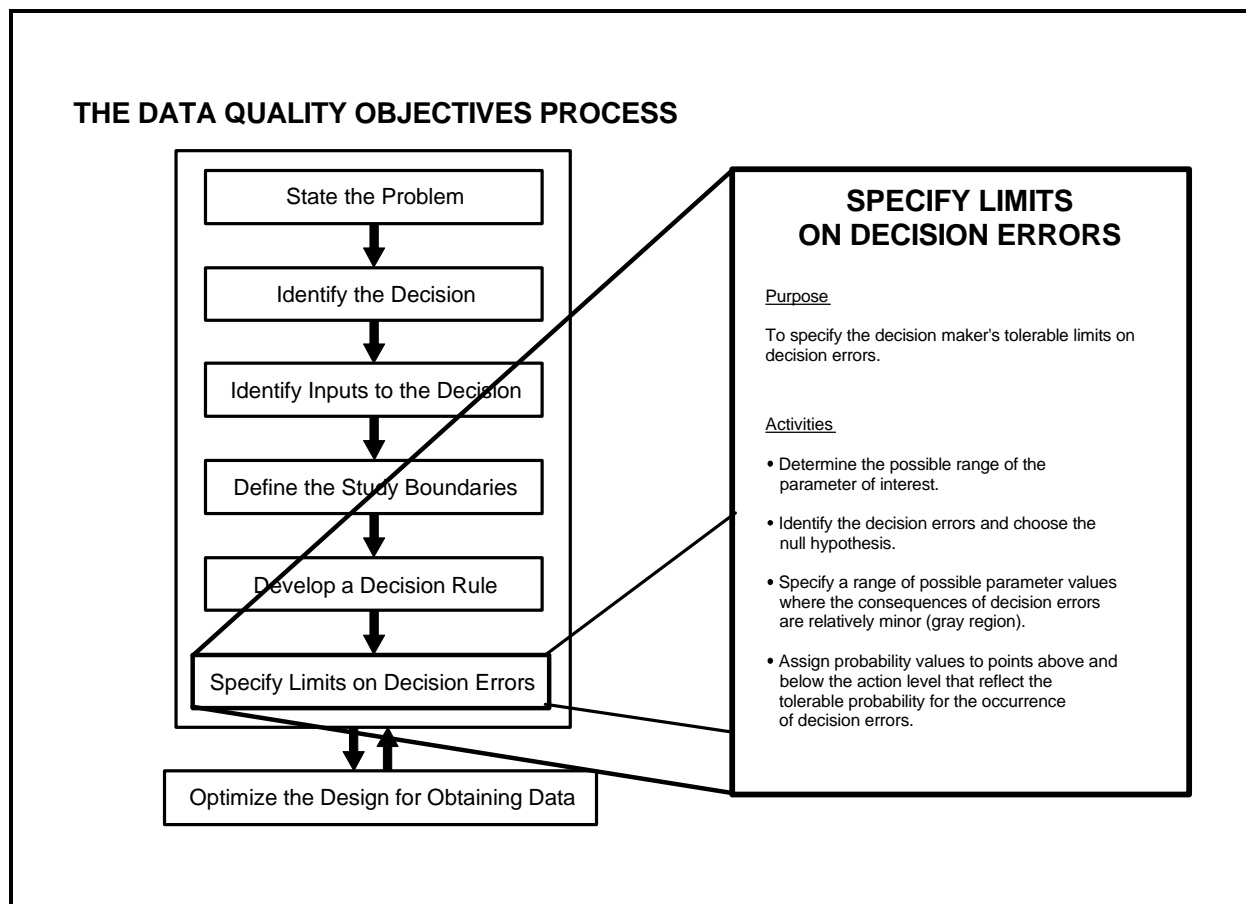 THE DATA QUALITY OBJECTIVES PROCESS
State the Problem
Identify the Decision
Identify Inputs to the Decision
Define the Study Boundaries
Develop a Decision Rule
Specify Limits on Decision Errors
Optimize the Design for Obtaining Data
SPECIFY LIMITS
ON DECISION ERRORS
Purpose
To specify the decision maker's tolerable limits on
decision errors.
Activities
• Determine the possible range of the
parameter of interest.
• Identify the decision errors and choose the
null hypothesis.
• Specify a range of possible parameter values
where the consequences of decision errors
are relatively minor (gray region).
• Assign probability values to points above and
below the action level that reflect the
tolerable probability for the occurrence
of decision errors.